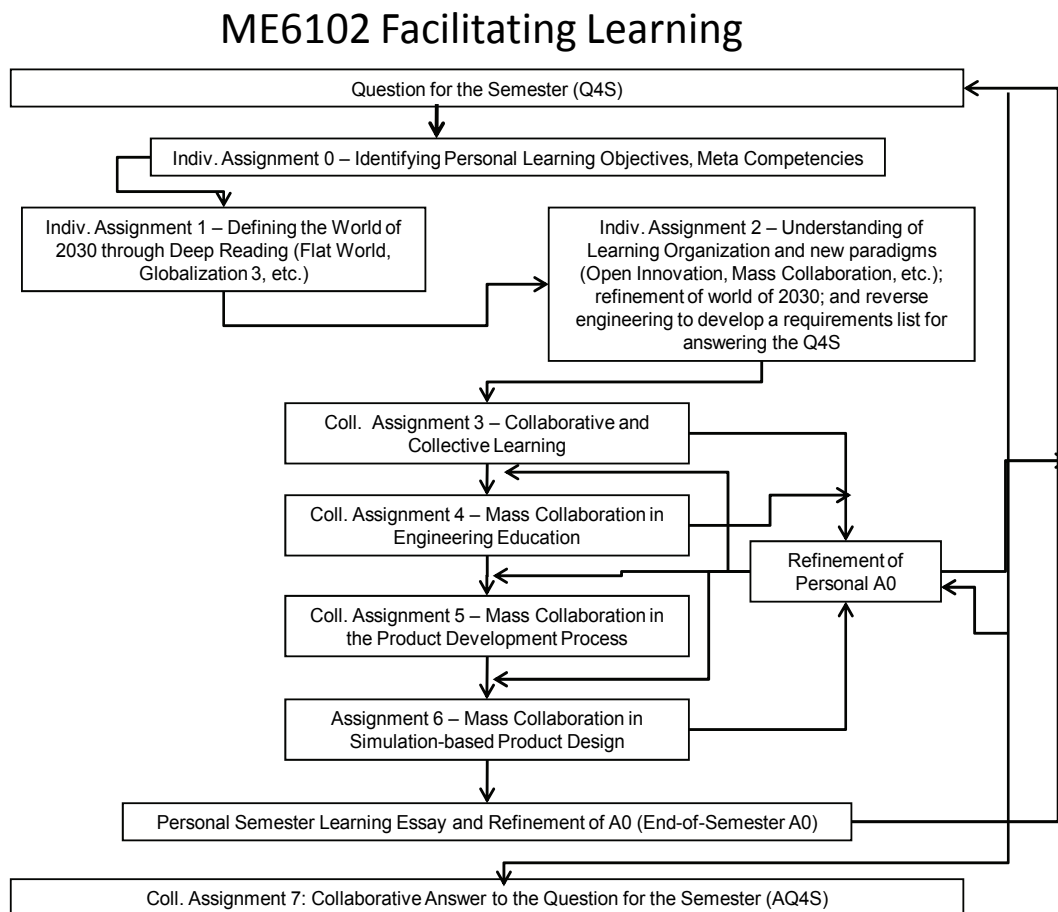 ME6102 Facilitating Learning
Question for the Semester (Q4S)
Indiv. Assignment 0 – Identifying Personal Learning Objectives, Meta Competencies
Indiv. Assignment 1 – Defining the World of
2030 through Deep Reading (Flat World,
Globalization 3, etc.)
Indiv. Assignment 2 – Understanding of
Learning Organization and new paradigms
(Open Innovation, Mass Collaboration, etc.);
refinement of world of 2030; and reverse
engineering to develop a requirements list for
answering the Q4S
Coll. Assignment 3 – Collaborative and
Collective Learning
Coll. Assignment 4 – Mass Collaboration in
Engineering Education
Refinement of
Personal A0
Coll. Assignment 5 – Mass Collaboration in
the Product Development Process
Assignment 6 – Mass Collaboration in
Simulation-based Product Design
Personal Semester Learning Essay and Refinement of A0 (End-of-Semester A0)
Coll. Assignment 7: Collaborative Answer to the Question for the Semester (AQ4S)